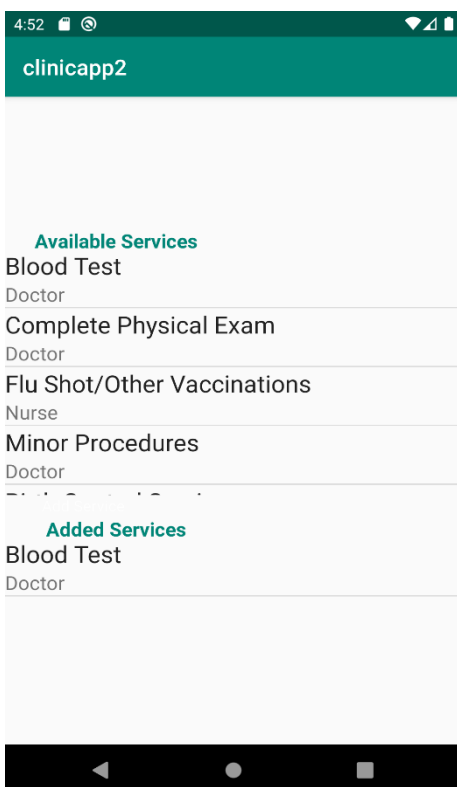 4:52
clinicapp2
Available Services
Blood Test
Doctor
Complete Physical Exam
Doctor
Flu Shot/Other Vaccinations
Nurse
Minor Procedures
Doctor
Added Services
Blood Test
Doctor